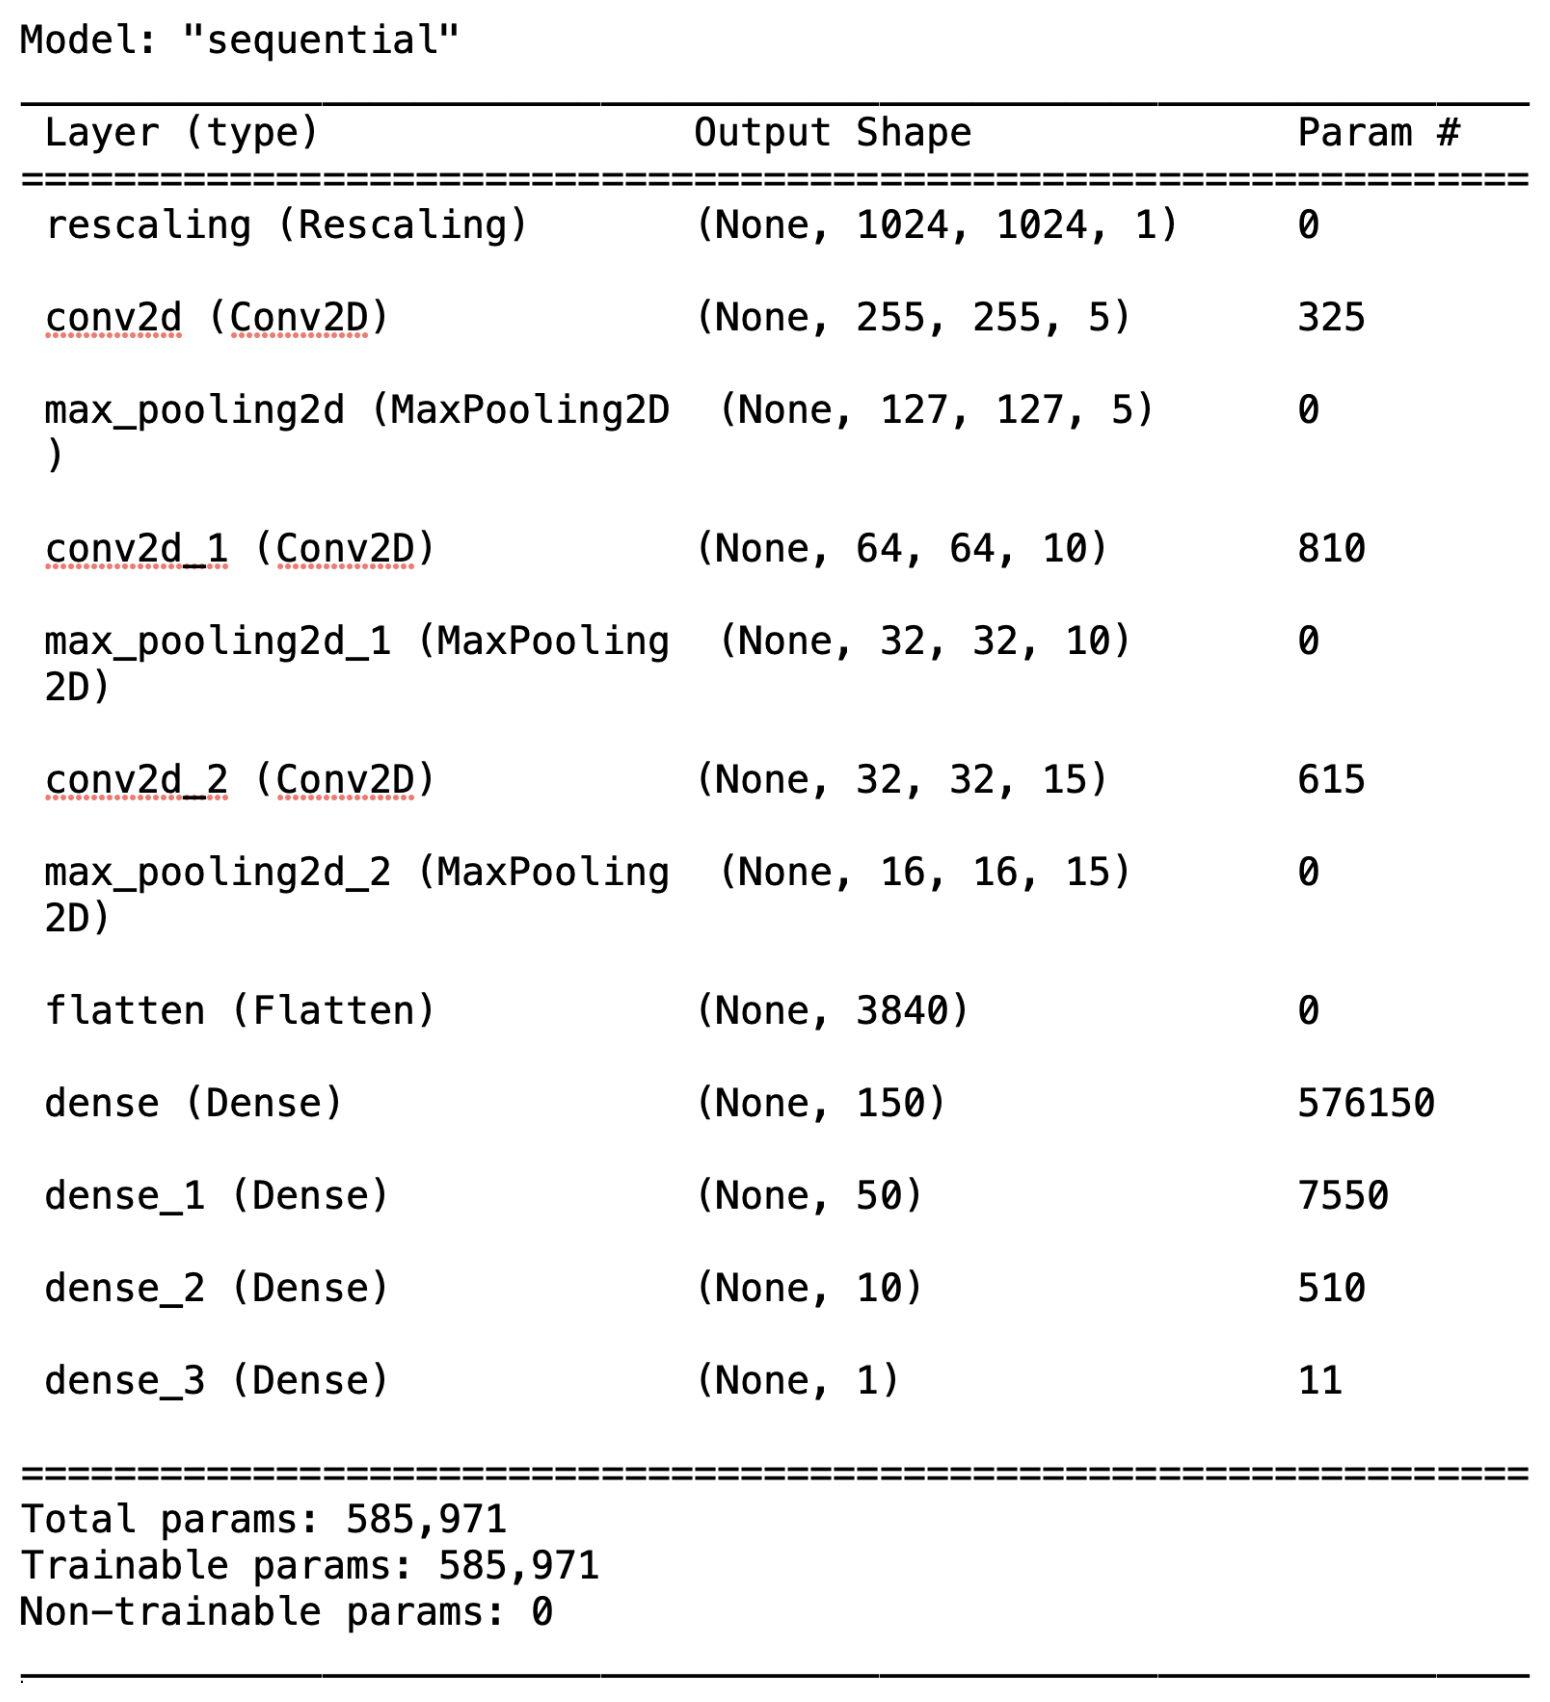 Model: "sequential"
Layer (type) Output Shape Param #
=================================================================
rescaling (Rescaling) (None, 1024, 1024, 1) 0
conv2d (Conv2D) (None, 255, 255, 5) 325
max_pooling2d (MaxPooling2D (None, 127, 127, 5) 0
)
conv2d_1 (Conv2D) (None, 64, 64, 10) 810
max_pooling2d_1 (MaxPooling (None, 32, 32, 10) 0
2D)
conv2d_2 (Conv2D) (None, 32, 32, 15) 615
max_pooling2d_2 (MaxPooling (None, 16, 16, 15) 0
2D)
flatten (Flatten) (None, 3840) 0
dense (Dense) (None, 150) 576150
dense_1 (Dense) (None, 50) 7550
dense_2 (Dense) (None, 10) 510
dense_3 (Dense) (None, 1) 11
=================================================================
Total params: 585,971
Trainable params: 585,971
Non-trainable params: 0